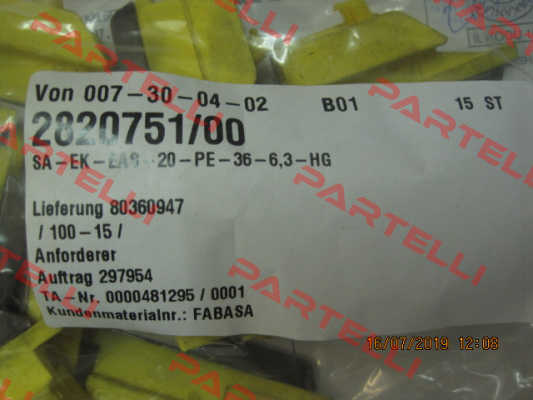 Von 007-30-04-02 B01 15 ST
2820751/00
SA-EK-EAS-20-PE-36-6,3-HG
Lieferung 80360947
/ 100-15 /
Anforderer
Auftrag 297954
TA-Nr. 0000481295 / 0001
Kundenmaterialnr.: FABASA
16/07/2019 12:08
PARTELLI
PARTELLI
PARTELLI
PARTELLI
PARTELLI